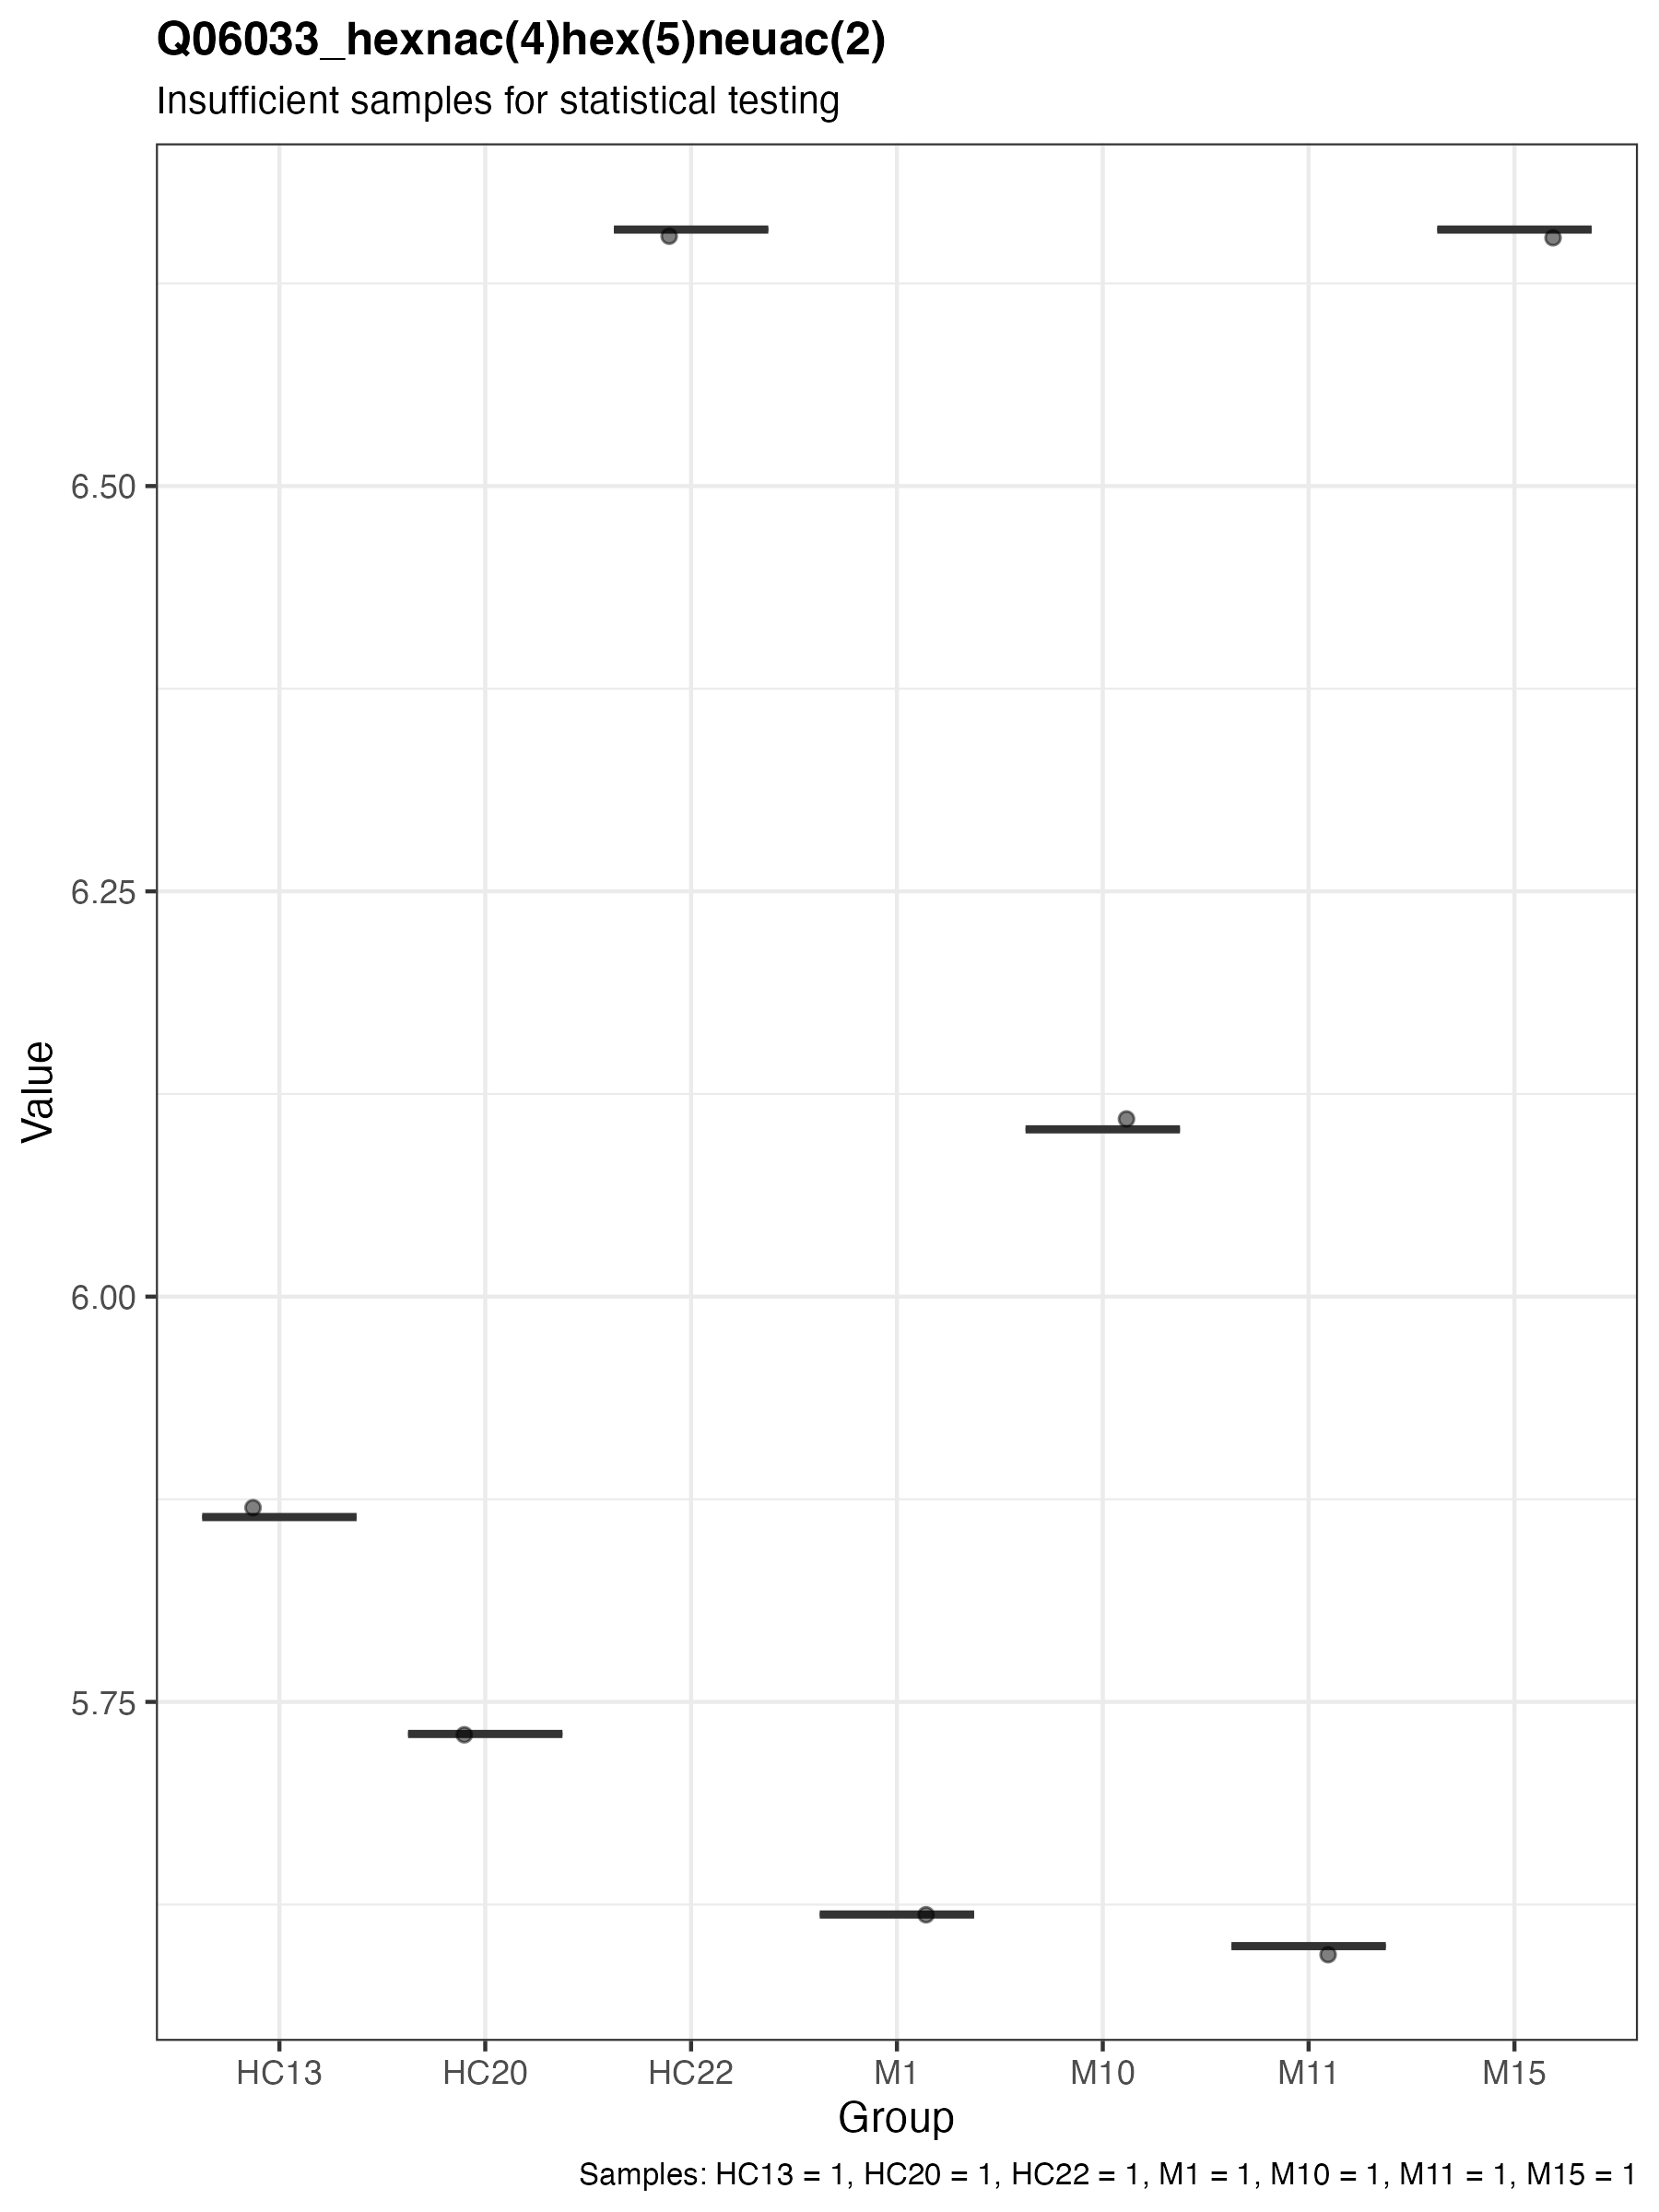 Q06033_hexnac(4)hex(5)neuac(2)
Insufficient samples for statistical testing
Value
6.50
6.25
6.00
5.75
HC13 HC20 HC22 M1 M10 M11 M15
Group
Samples: HC13 = 1, HC20 = 1, HC22 = 1, M1 = 1, M10 = 1, M11 = 1, M15 = 1